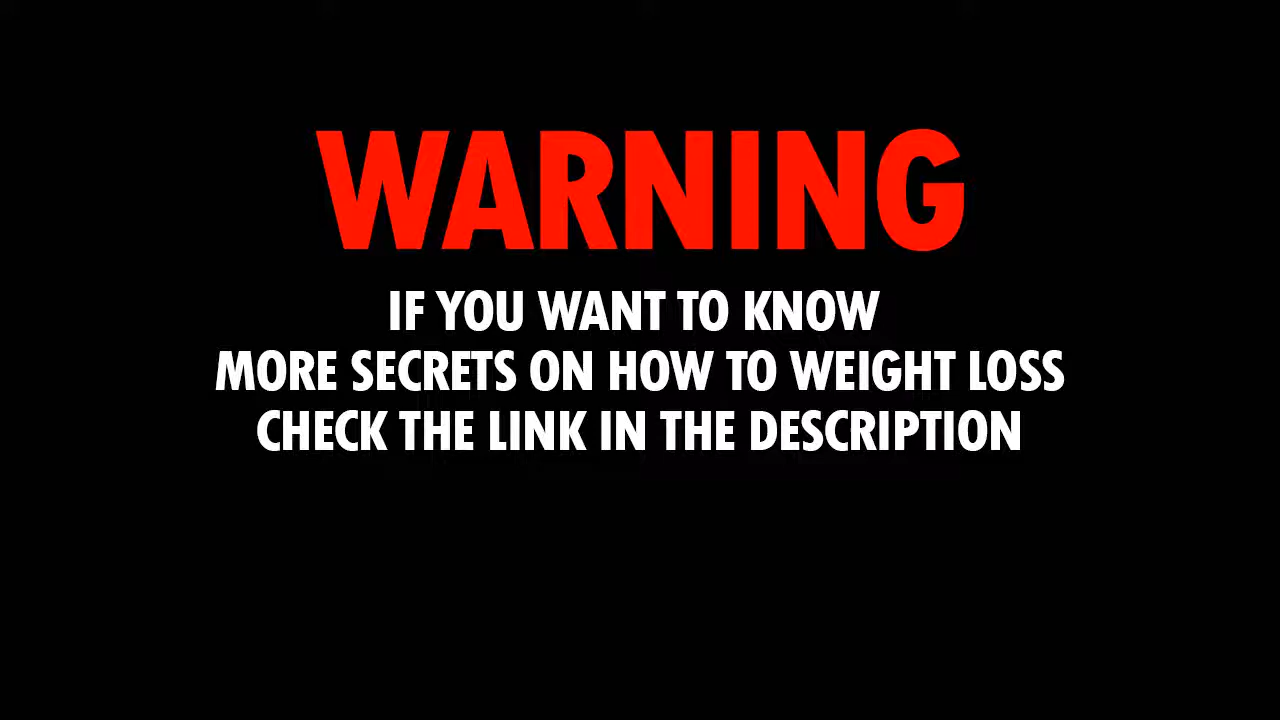 WARNING
IF YOU WANT TO KNOW
MORE SECRETS ON HOW TO WEIGHT LOSS
CHECK THE LINK IN THE DESCRIPTION